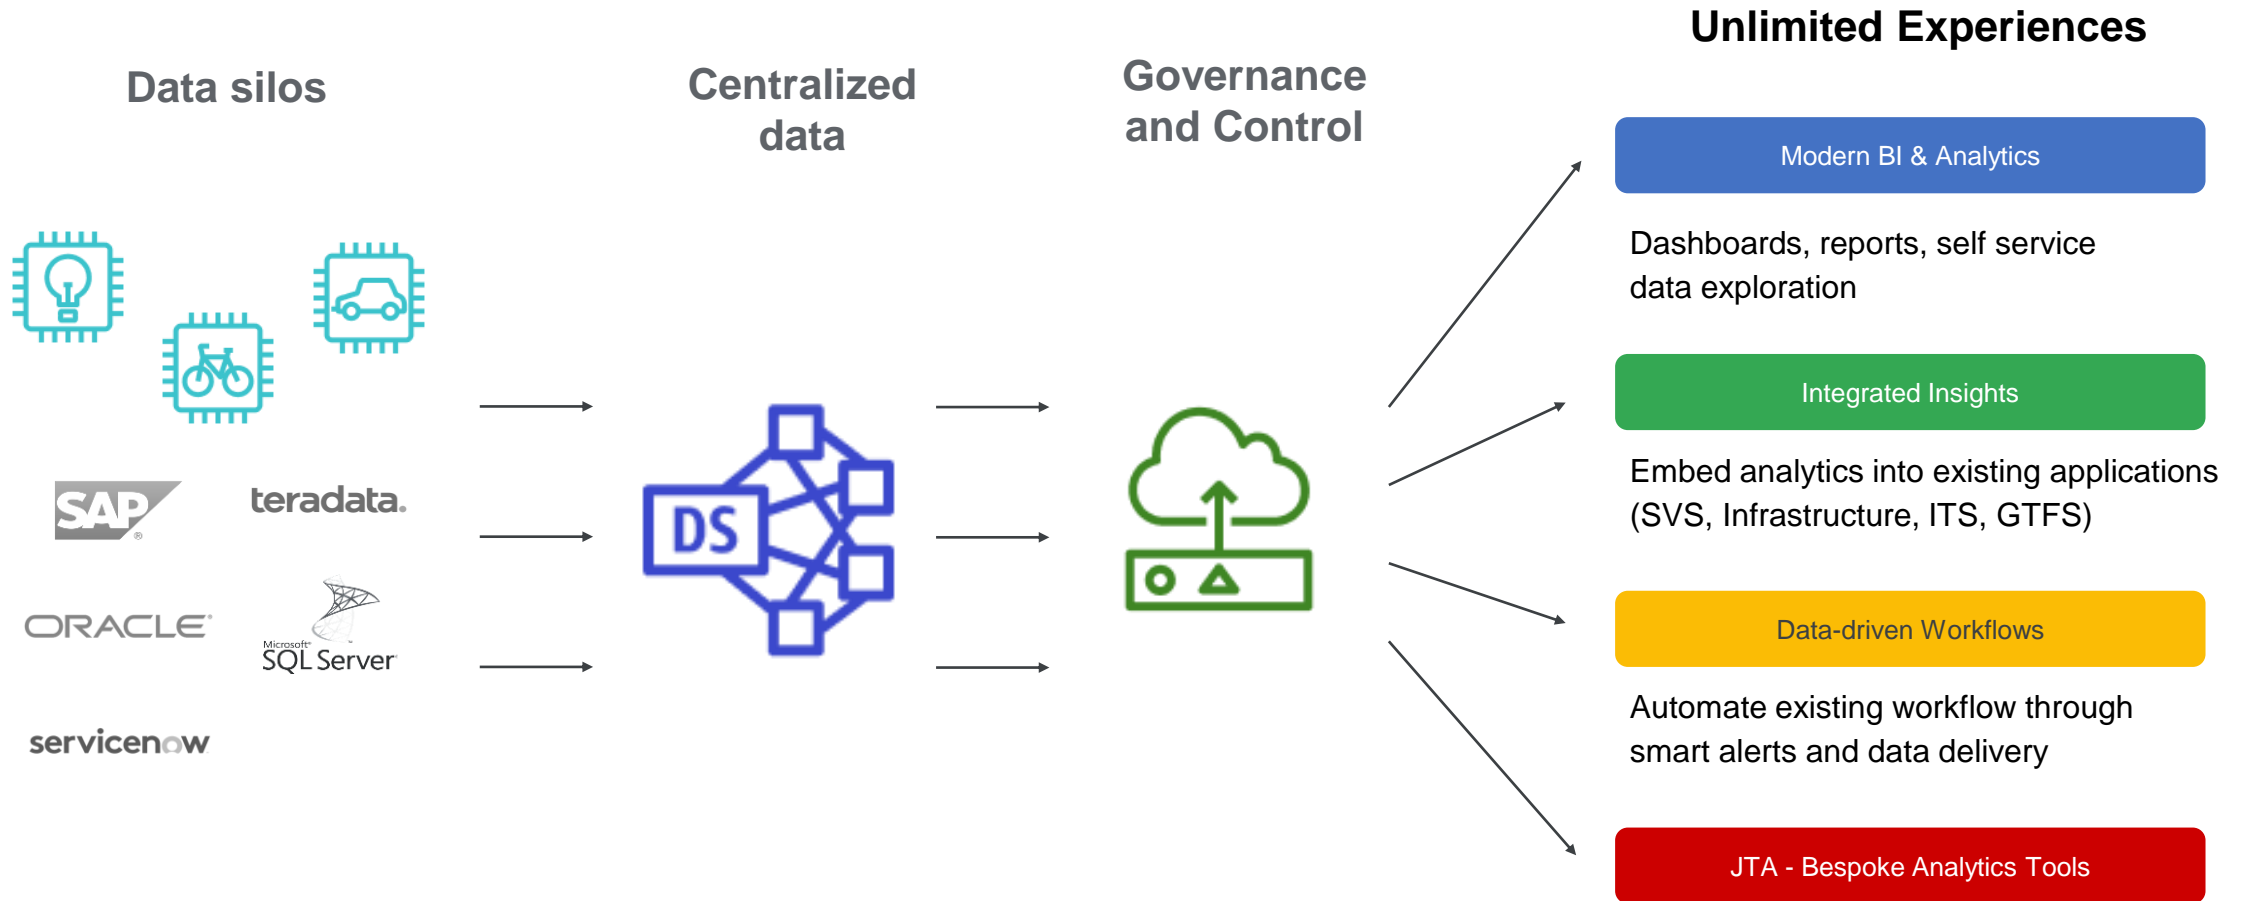 Unlimited Experiences
Data silos
Centralized
data
Governance
and Control
Modern BI & Analytics
Dashboards, reports, self service
data exploration
Integrated Insights
Embed analytics into existing applications
(SVS, Infrastructure, ITS, GTFS)
Data-driven Workflows
Automate existing workflow through
smart alerts and data delivery
JTA - Bespoke Analytics Tools
SAP®
teradata.
ORACLE®
Microsoft®
SQL Server®
servicenow
DS